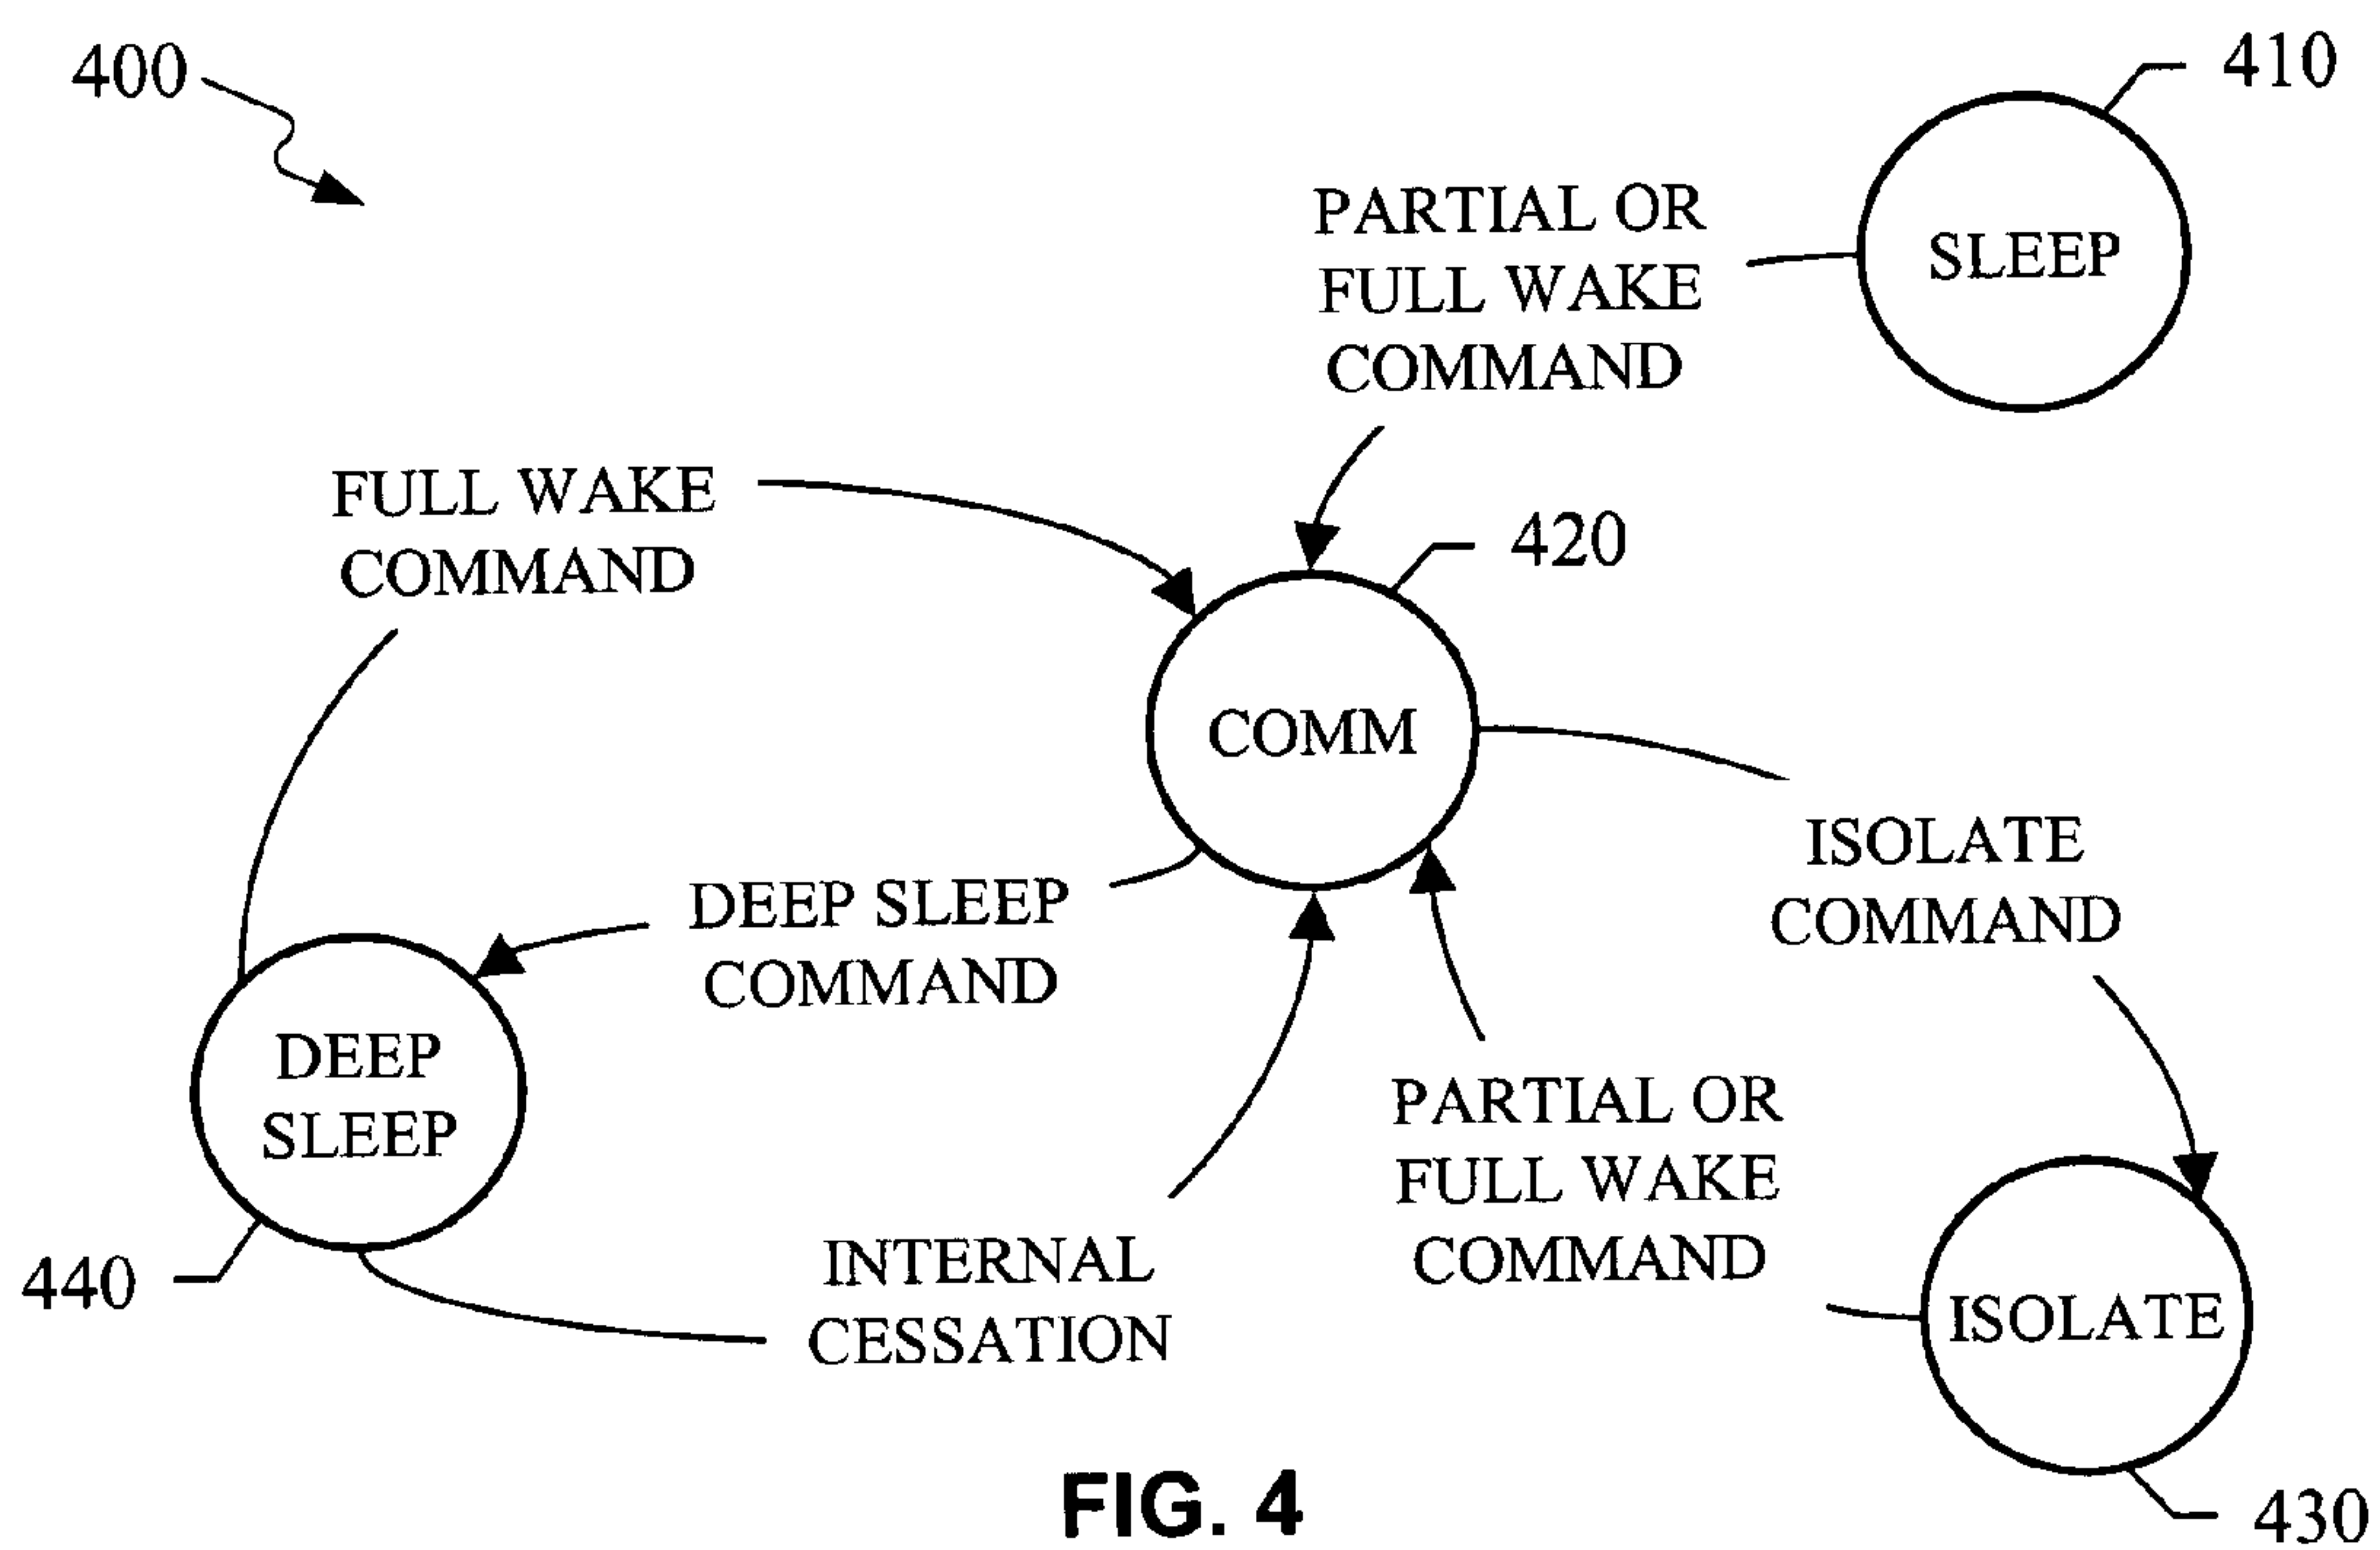 400
410
PARTIAL OR
FULL WAKE
COMMAND
SLEEP
FULL WAKE
COMMAND
420
COMM
ISOLATE
COMMAND
DEEP SLEEP
COMMAND
DEEP
SLEEP
PARTIAL OR
FULL WAKE
COMMAND
440
INTERNAL
CESSATION
ISOLATE
430
FIG. 4